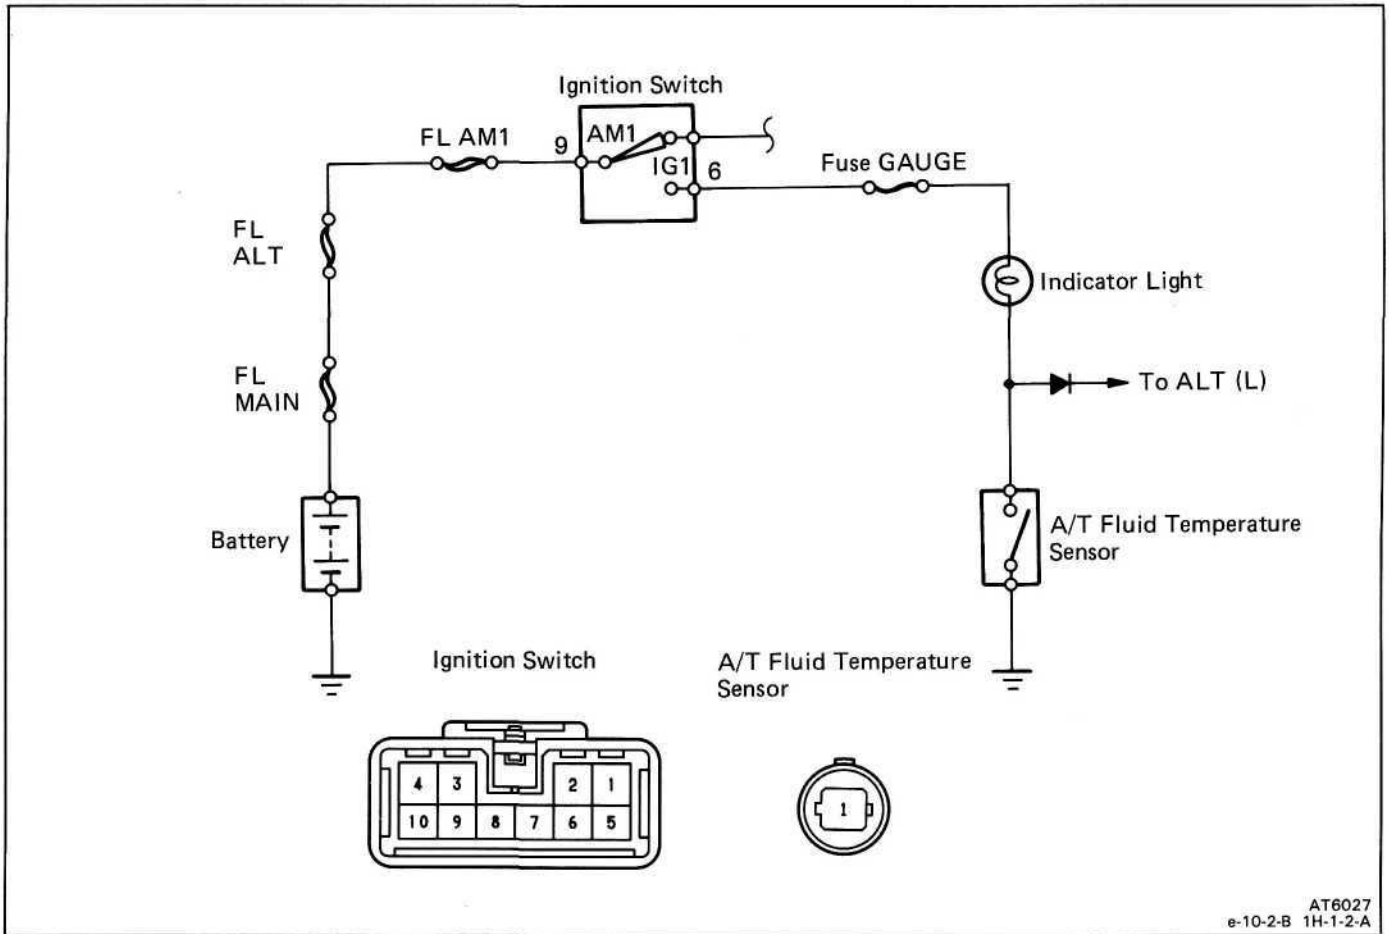 Ignition Switch
FL AM1
9
AM1
IG1
6
Fuse GAUGE
FL
ALT
Indicator Light
FL
MAIN
To ALT (L)
Battery
A/T Fluid Temperature
Sensor
Ignition Switch
A/T Fluid Temperature
Sensor
4 3 2 1
10 9 8 7 6 5
1
AT6027
e-10-2-B 1H-1-2-A